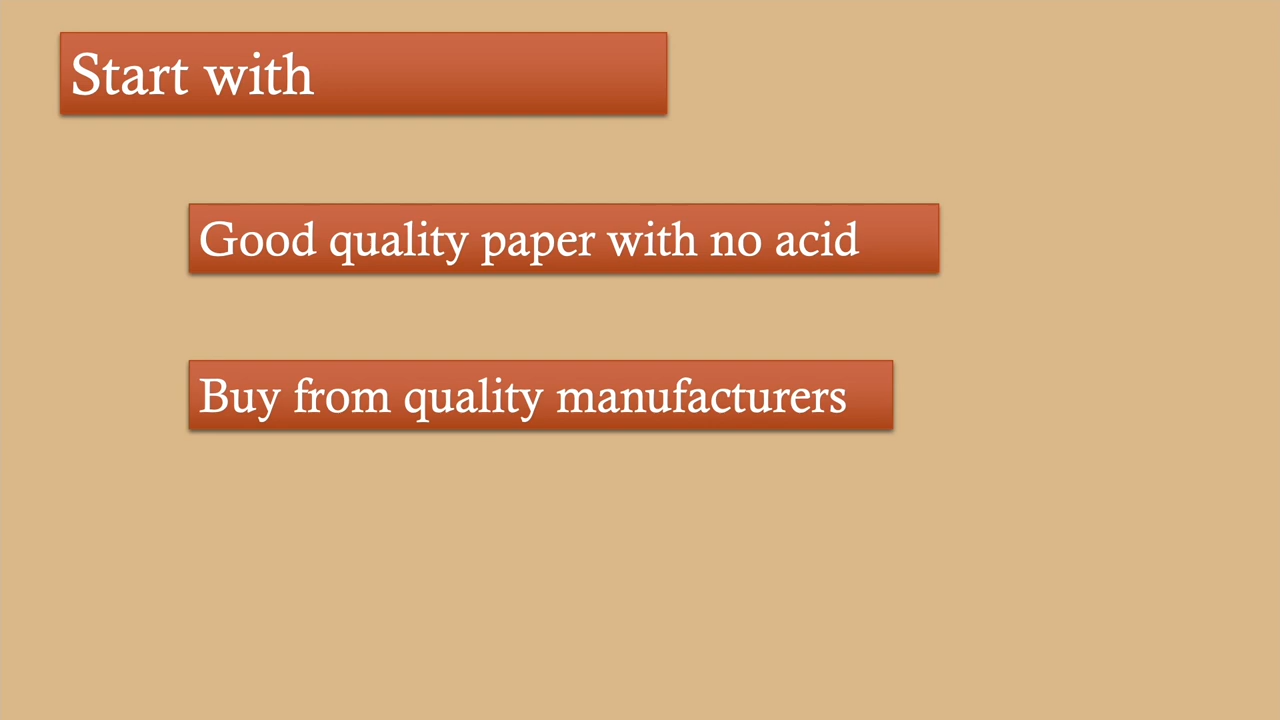 Start with
Good quality paper with no acid
Buy from quality manufacturers